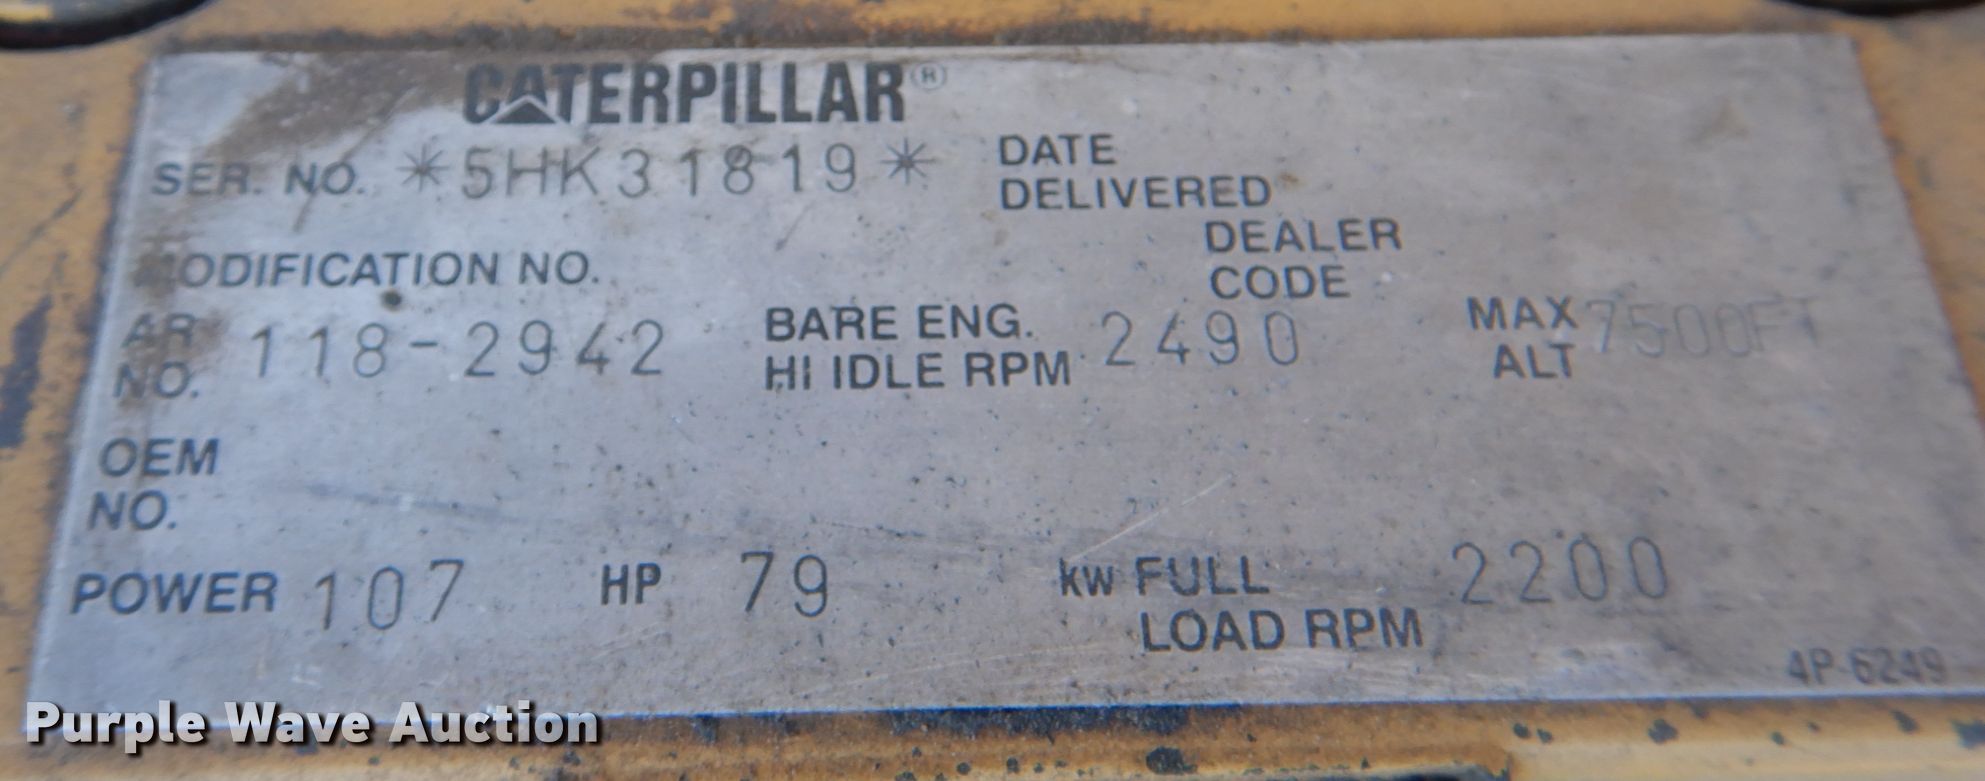 CATERPILLAR®
SER. NO. *5HK31819* DATE DELIVERED
MODIFICATION NO. DEALER CODE
AR NO. 118-2942 BARE ENG. HI IDLE RPM 2490 MAX ALT 7500FT
OEM NO.
POWER 107 HP 79 kW FULL LOAD RPM 2200
4P-6249
Purple Wave Auction